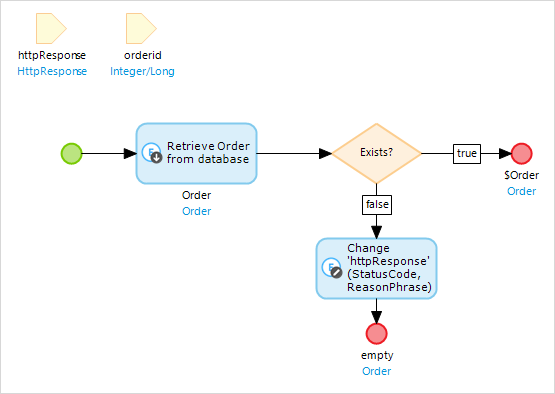 httpResponse
HttpResponse
orderid
Integer/Long
Retrieve Order
from database
Order
Order
Exists?
true
$Order
Order
false
Change
'httpResponse'
(StatusCode,
ReasonPhrase)
empty
Order